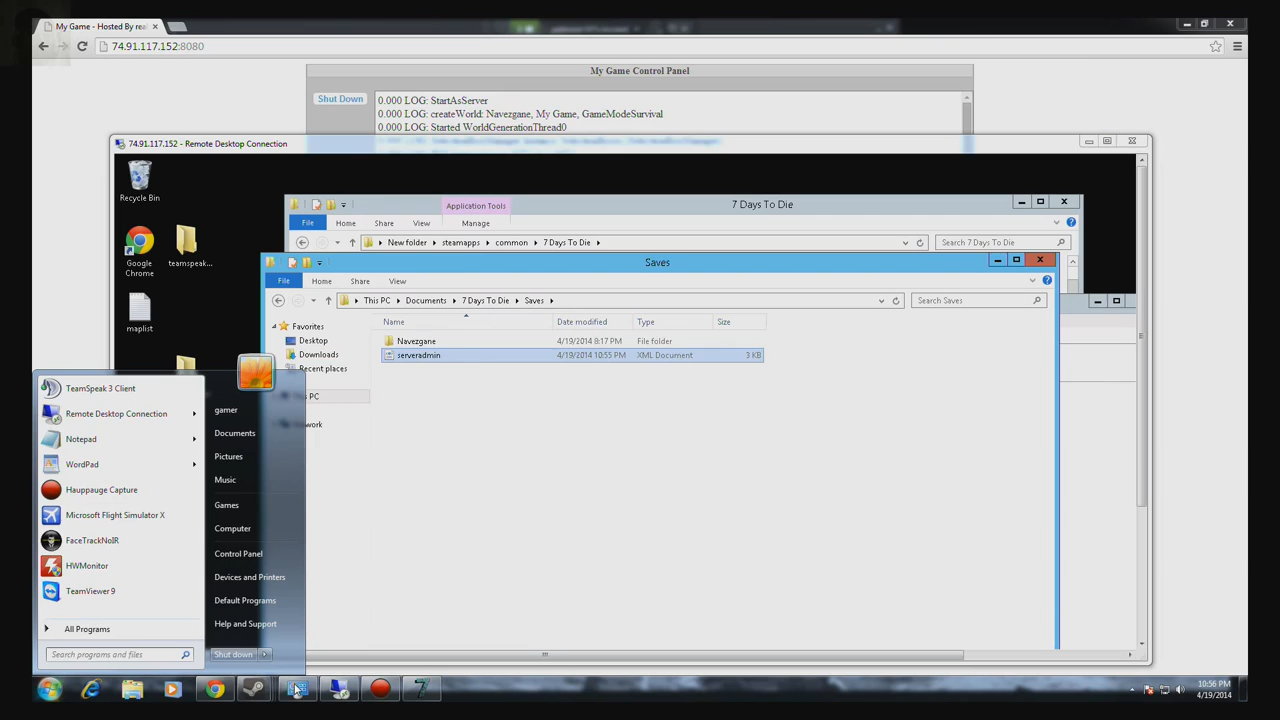 My Game - Hosted By rea
74.91.117.152:8080
My Game Control Panel
Shut Down
0.000 LOG: StartAsServer
0.000 LOG: createWorld: Navezgane, My Game, GameModeSurvival
0.000 LOG: Started WorldGenerationThread0
74.91.117.152 - Remote Desktop Connection
Recycle Bin
Google Chrome
teamspeak...
maplist
Application Tools
7 Days To Die
File Home Share View Manage
New folder steamapps common 7 Days To Die
Search 7 Days To Die
Saves
File Home Share View
This PC Documents 7 Days To Die Saves
Search Saves
Favorites
Desktop
Downloads
Recent places
PC
Name Date modified Type Size
Navezgane 4/19/2014 8:17 PM File folder
serveradmin 4/19/2014 10:55 PM XML Document 3 KB
TeamSpeak 3 Client
Remote Desktop Connection
Notepad
WordPad
Hauppauge Capture
Microsoft Flight Simulator X
FaceTrackNoIR
HWMonitor
TeamViewer 9
All Programs
Search programs and files
gamer
Documents
Pictures
Music
Games
Computer
Control Panel
Devices and Printers
Default Programs
Help and Support
Shut down
10:56 PM
4/19/2014